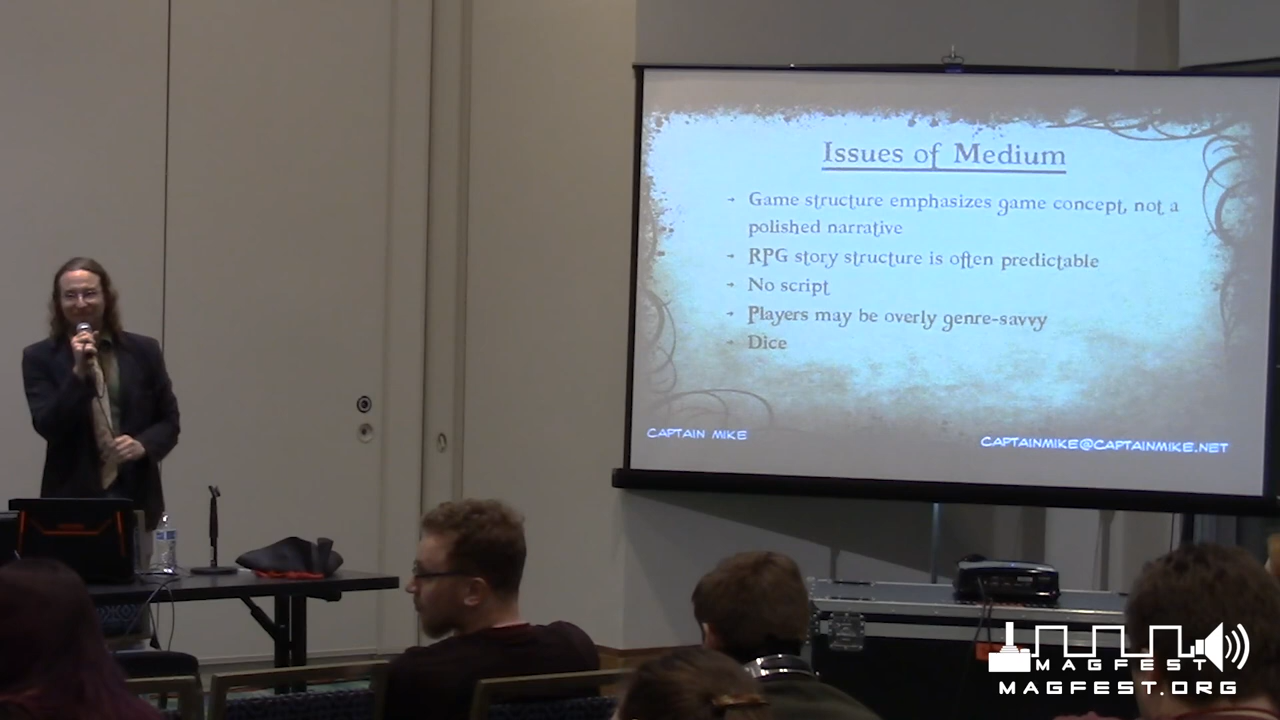 Issues of Medium
Game structure emphasizes game concept, not a
polished narrative
RPG story structure is often predictable
No script
Players may be overly genre-savvy
Dice
CAPTAIN MIKE
CAPTAINMIKE@CAPTAINMIKE.NET
MAGFEST
MAGFEST.ORG